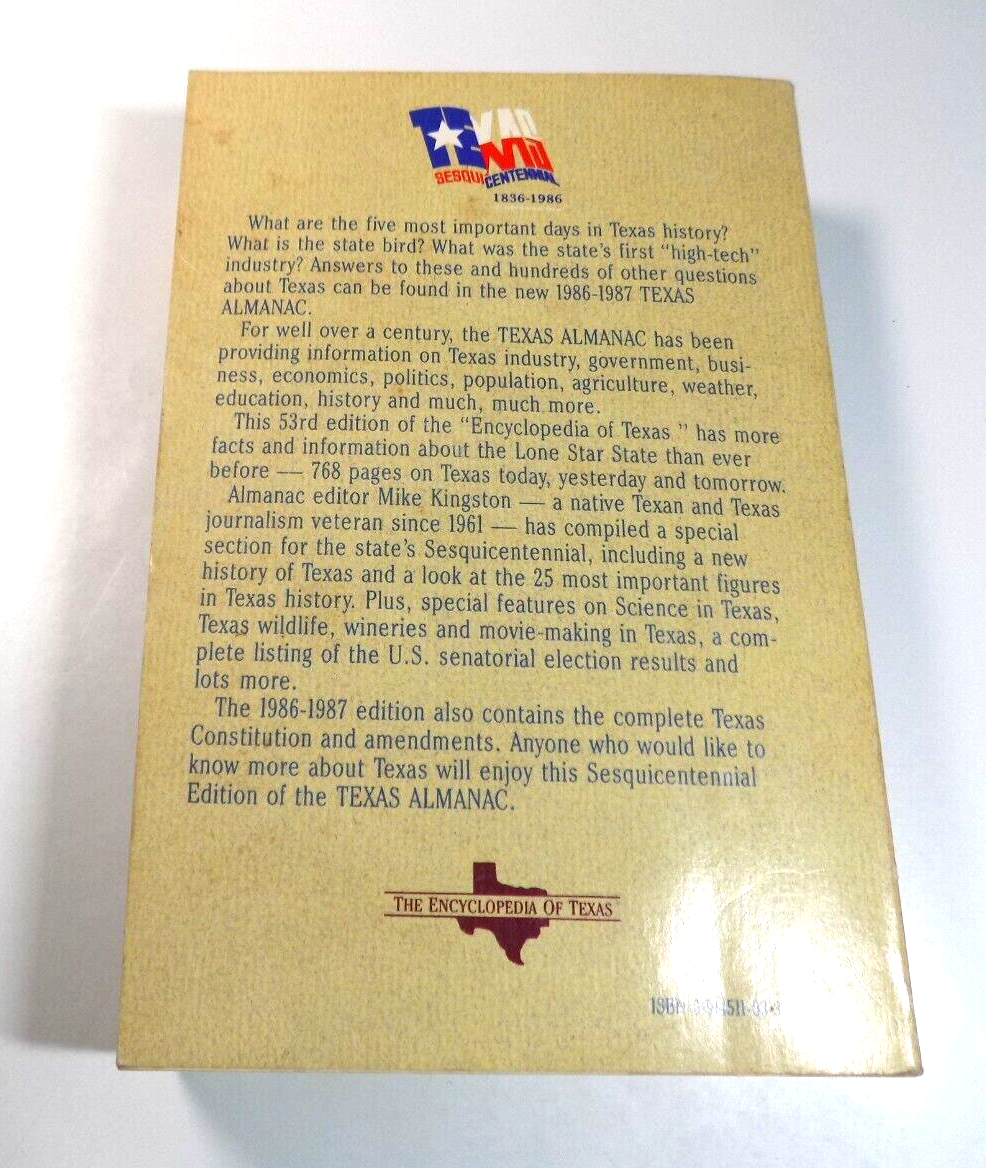 SESQUICENTENNIAL
1836-1986
What are the five most important days in Texas history?
What is the state bird? What was the state's first "high-tech"
industry? Answers to these and hundreds of other questions
about Texas can be found in the new 1986-1987 TEXAS
ALMANAC.
For well over a century, the TEXAS ALMANAC has been
providing information on Texas industry, government, busi-
ness, economics, politics, population, agriculture, weather,
education, history and much, much more.
This 53rd edition of the "Encyclopedia of Texas " has more
facts and information about the Lone Star State than ever
before — 768 pages on Texas today, yesterday and tomorrow.
Almanac editor Mike Kingston — a native Texan and Texas
journalism veteran since 1961 — has compiled a special
section for the state's Sesquicentennial, including a new
history of Texas and a look at the 25 most important figures
in Texas history. Plus, special features on Science in Texas,
Texas wildlife, wineries and movie-making in Texas, a com-
plete listing of the U.S. senatorial election results and
lots more.
The 1986-1987 edition also contains the complete Texas
Constitution and amendments. Anyone who would like to
know more about Texas will enjoy this Sesquicentennial
Edition of the TEXAS ALMANAC.
THE ENCYCLOPEDIA OF TEXAS
ISBN